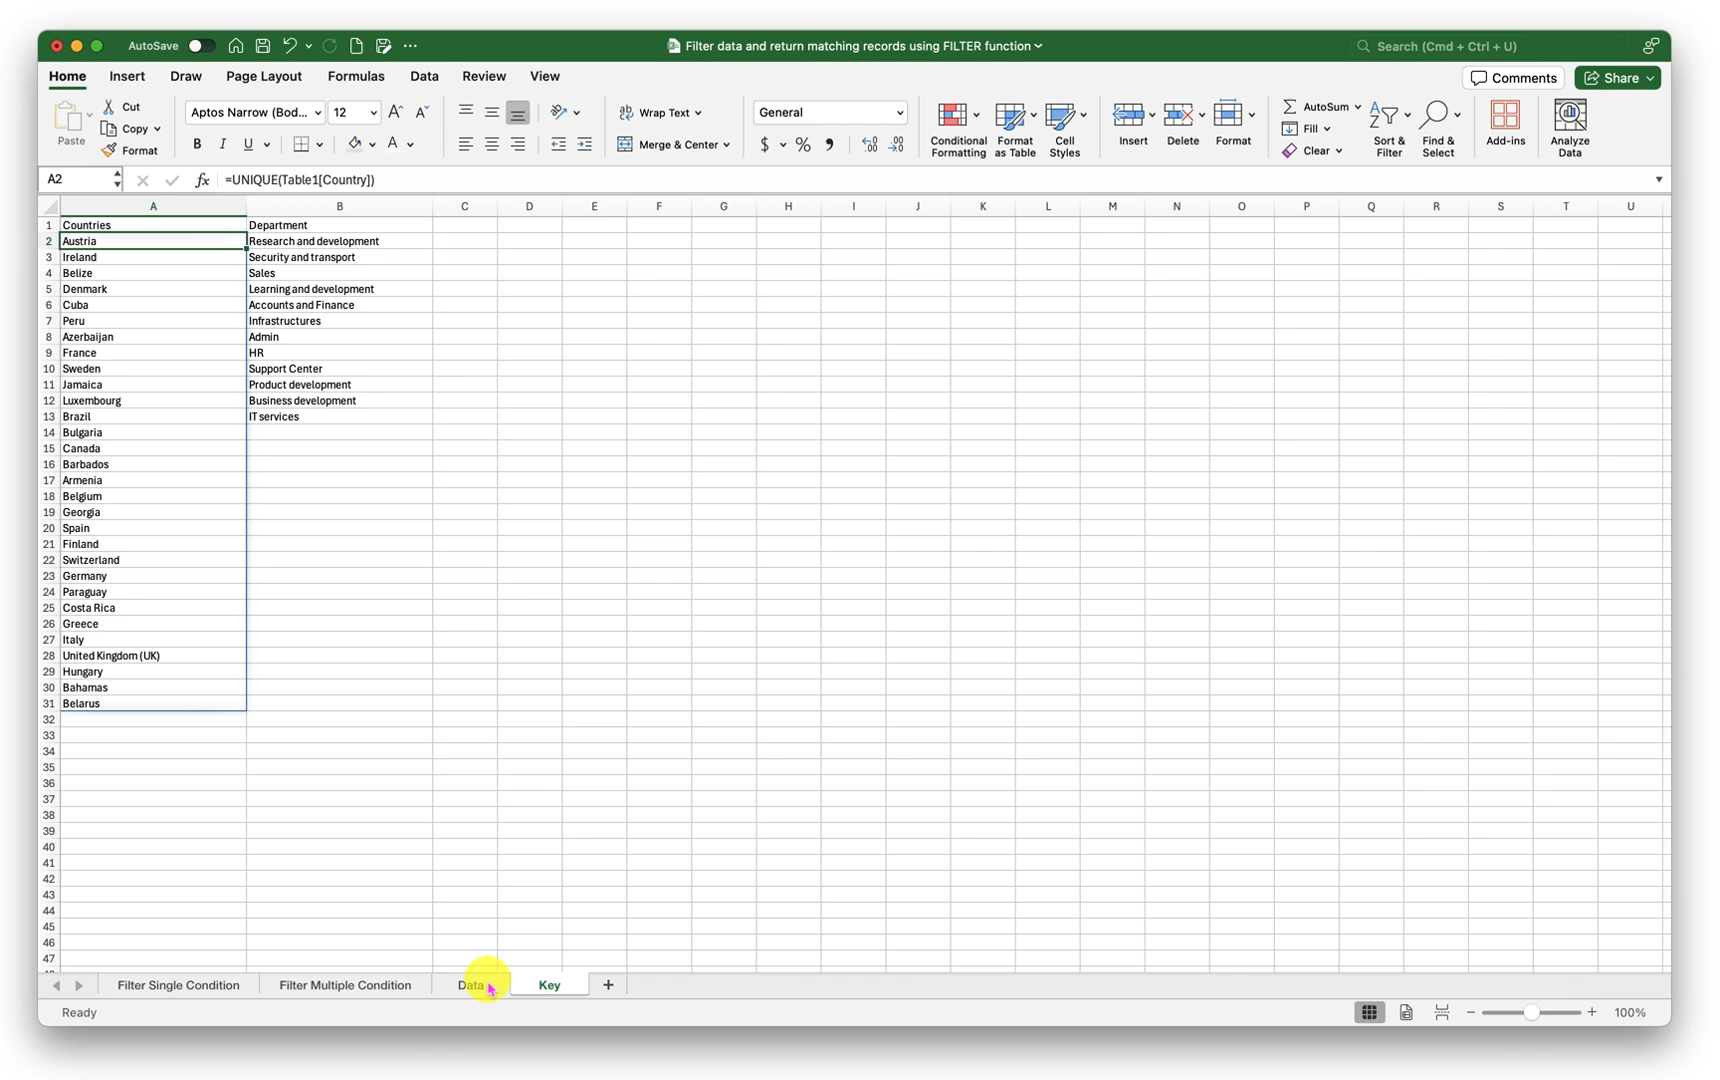 AutoSave
Filter data and return matching records using FILTER function
Search (Cmd + Ctrl + U)
Home Insert Draw Page Layout Formulas Data Review View
Comments Share
Paste
Cut
Copy
Format
Aptos Narrow (Bod... 12
B I U A
Wrap Text
Merge & Center
General
$ % 9
Conditional Formatting
Format as Table
Cell Styles
Insert Delete Format
AutoSum
Fill
Clear
Sort & Filter
Find & Select
Add-ins
Analyze Data
A2 fx =UNIQUE(Table1[Country])
A B C D E F G H I J K L M N O P Q R S T U
1 Countries Department
2 Austria Research and development
3 Ireland Security and transport
4 Belize Sales
5 Denmark Learning and development
6 Cuba Accounts and Finance
7 Peru Infrastructures
8 Azerbaijan Admin
9 France HR
10 Sweden Support Center
11 Jamaica Product development
12 Luxembourg Business development
13 Brazil IT services
14 Bulgaria
15 Canada
16 Barbados
17 Armenia
18 Belgium
19 Georgia
20 Spain
21 Finland
22 Switzerland
23 Germany
24 Paraguay
25 Costa Rica
26 Greece
27 Italy
28 United Kingdom (UK)
29 Hungary
30 Bahamas
31 Belarus
32
33
34
35
36
37
38
39
40
41
42
43
44
45
46
47
Filter Single Condition Filter Multiple Condition Data Key +
Ready
100%